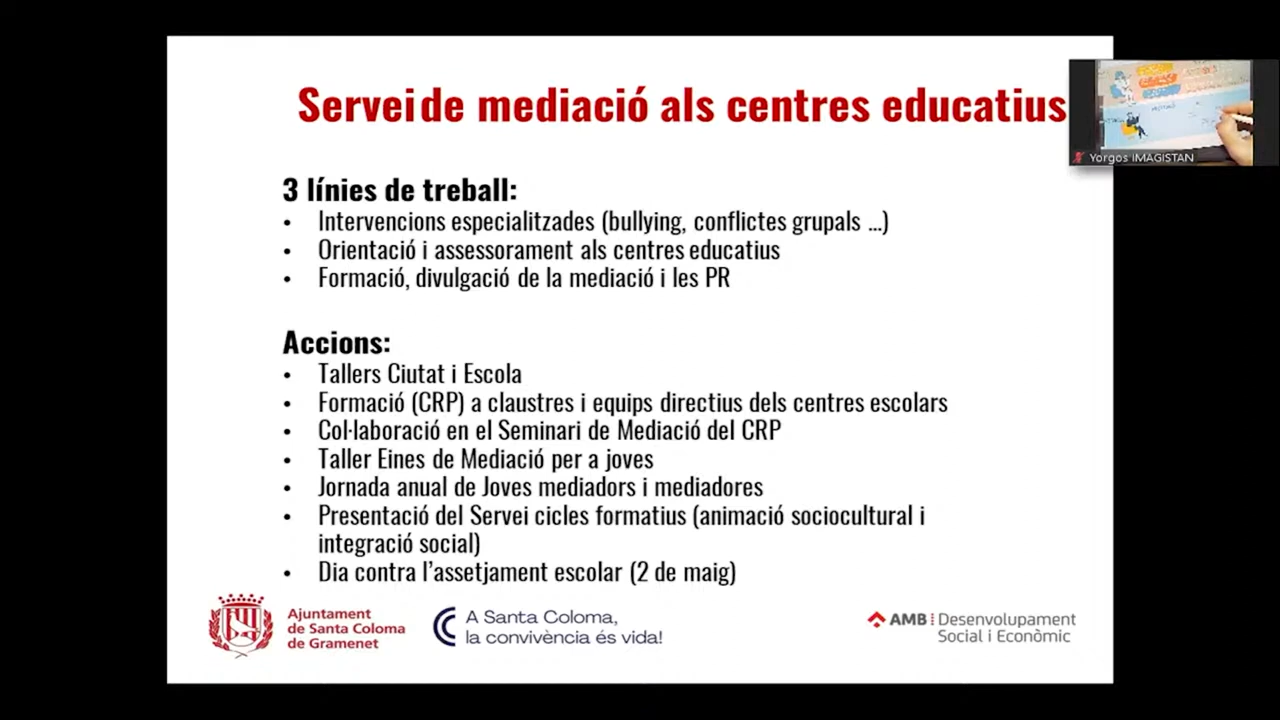 Servei de mediació als centres educatius
Yorgos IMAGISTAN
3 línies de treball:
• Intervencions especialitzades (bullying, conflictes grupals ...)
• Orientació i assessorament als centres educatius
• Formació, divulgació de la mediació i les PR
Accions:
• Tallers Ciutat i Escola
• Formació (CRP) a claustres i equips directius dels centres escolars
• Col·laboració en el Seminari de Mediació del CRP
• Taller Eines de Mediació per a joves
• Jornada anual de Joves mediadors i mediadores
• Presentació del Servei cicles formatius (animació sociocultural i
integració social)
• Dia contra l'assetjament escolar (2 de maig)
Ajuntament
de Santa Coloma
de Gramenet
A Santa Coloma,
la convivència és vida!
AMB Desenvolupament
Social i Econòmic